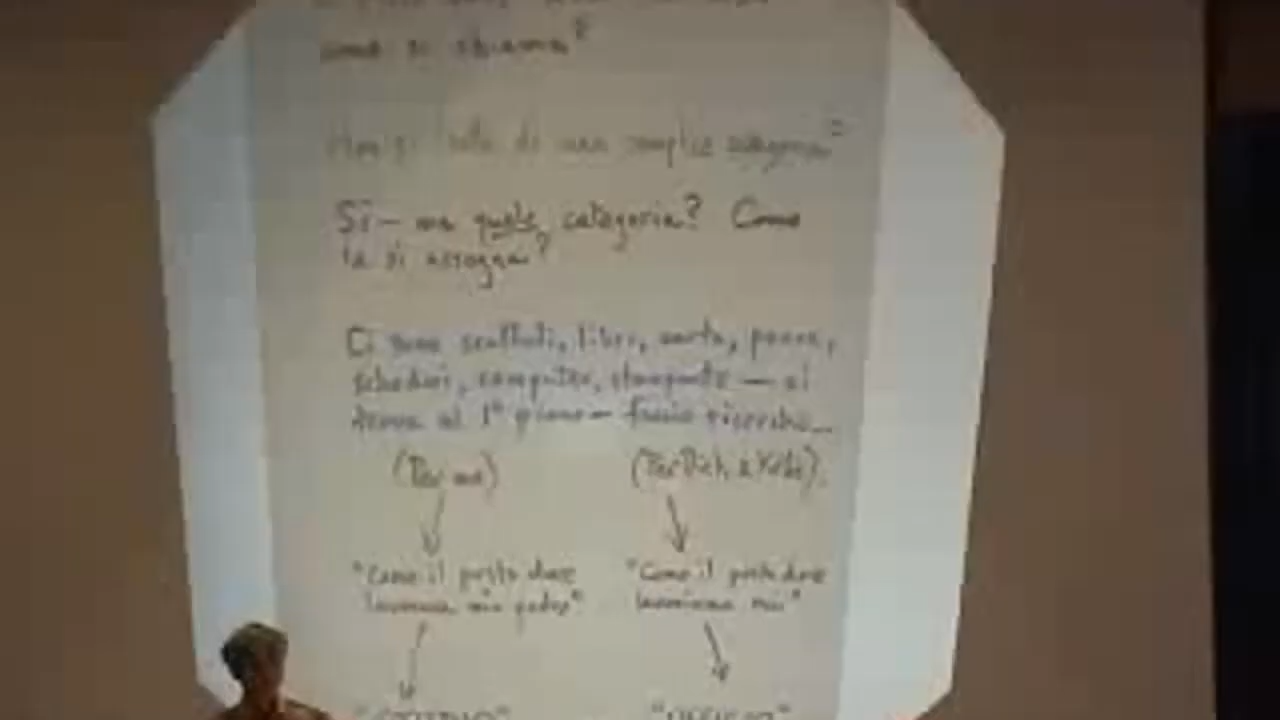 come si chiama?
Non si tratta di una semplice categoria?
Sì — ma quale categoria? Come
la si assegna?
Ci sono scaffali, libri, carta, penne,
schedari, computer, stampante — si
trova al 1° piano — faccio ricerche
(Per me)
"Come il posto dove
lavorava mio padre"
(Per Dick e
"Come il posto dove
lavoriamo noi"
"STUDIO"
"UFFICIO"